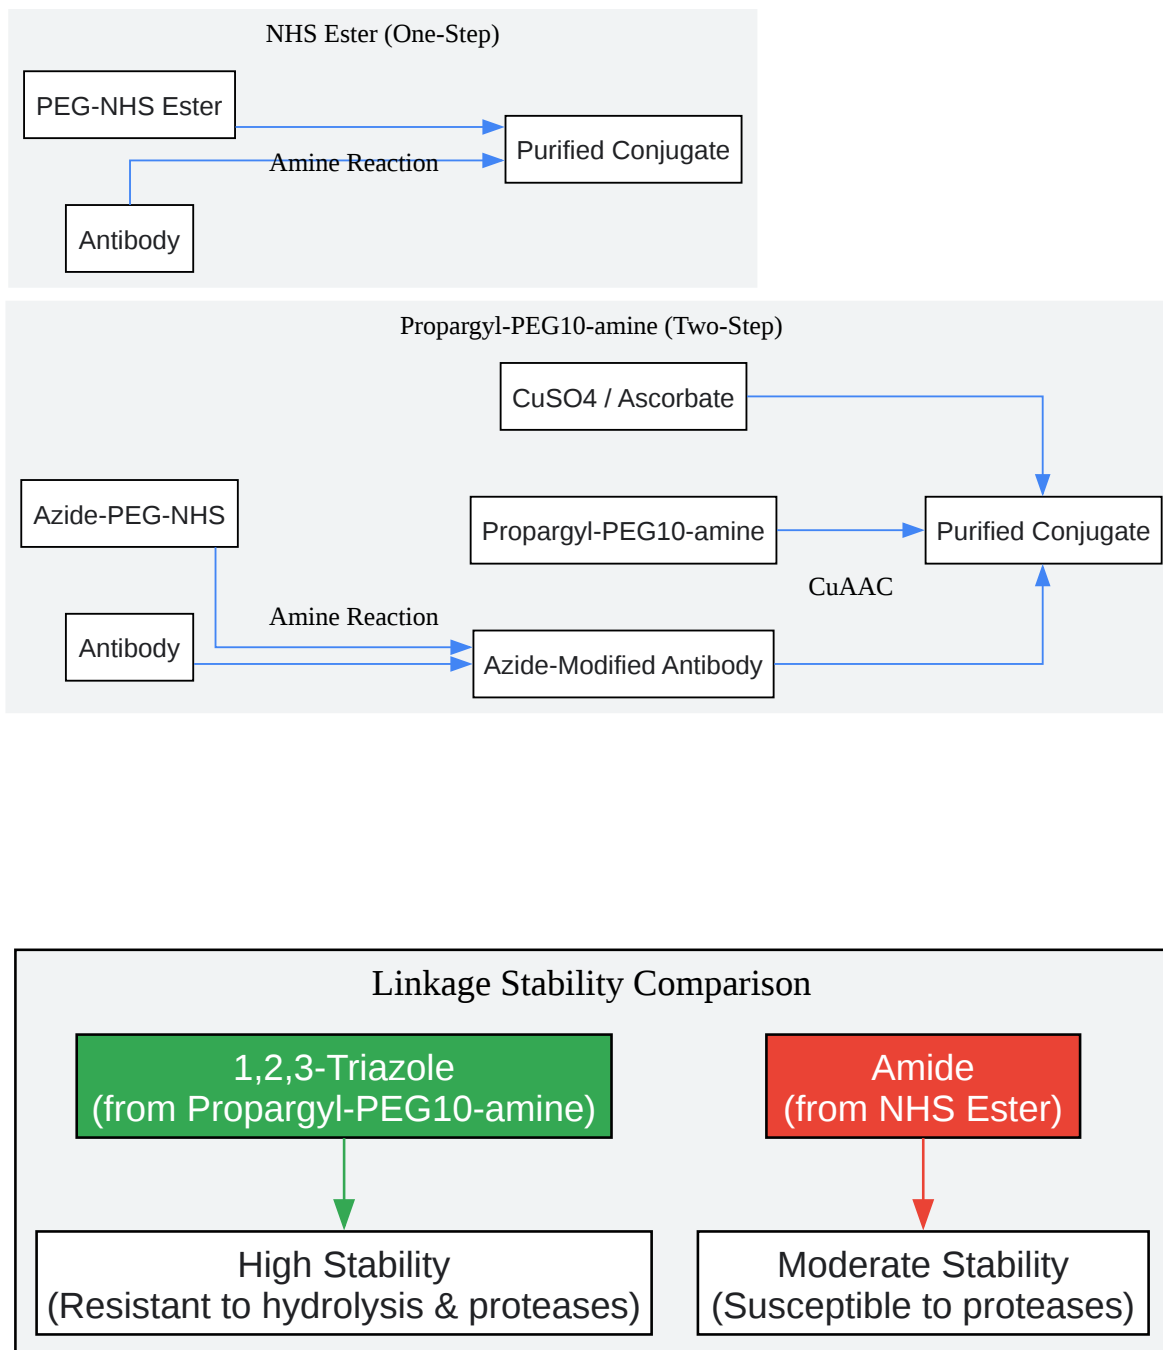 NHS Ester (One-Step)
PEG-NHS Ester
Purified Conjugate
Amine Reaction
Antibody
Propargyl-PEG10-amine (Two-Step)
CuSO4 / Ascorbate
Azide-PEG-NHS
Propargyl-PEG10-amine
Purified Conjugate
CuAAC
Amine Reaction
Antibody
Azide-Modified Antibody
Linkage Stability Comparison
1,2,3-Triazole
(from Propargyl-PEG10-amine)
Amide
(from NHS Ester)
High Stability
(Resistant to hydrolysis & proteases)
Moderate Stability
(Susceptible to proteases)